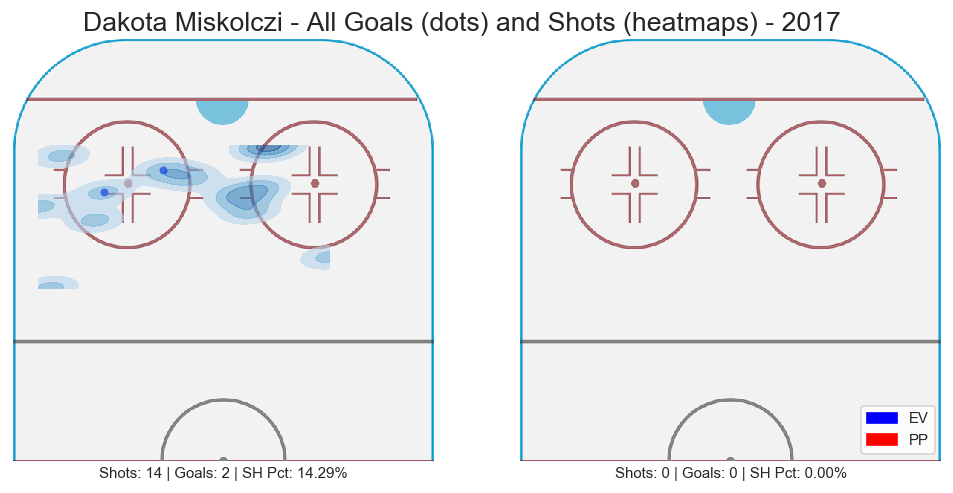 Dakota Miskolczi - All Goals (dots) and Shots (heatmaps) - 2017
EV
PP
Shots: 14 | Goals: 2 | SH Pct: 14.29%
Shots: 0 | Goals: 0 | SH Pct: 0.00%